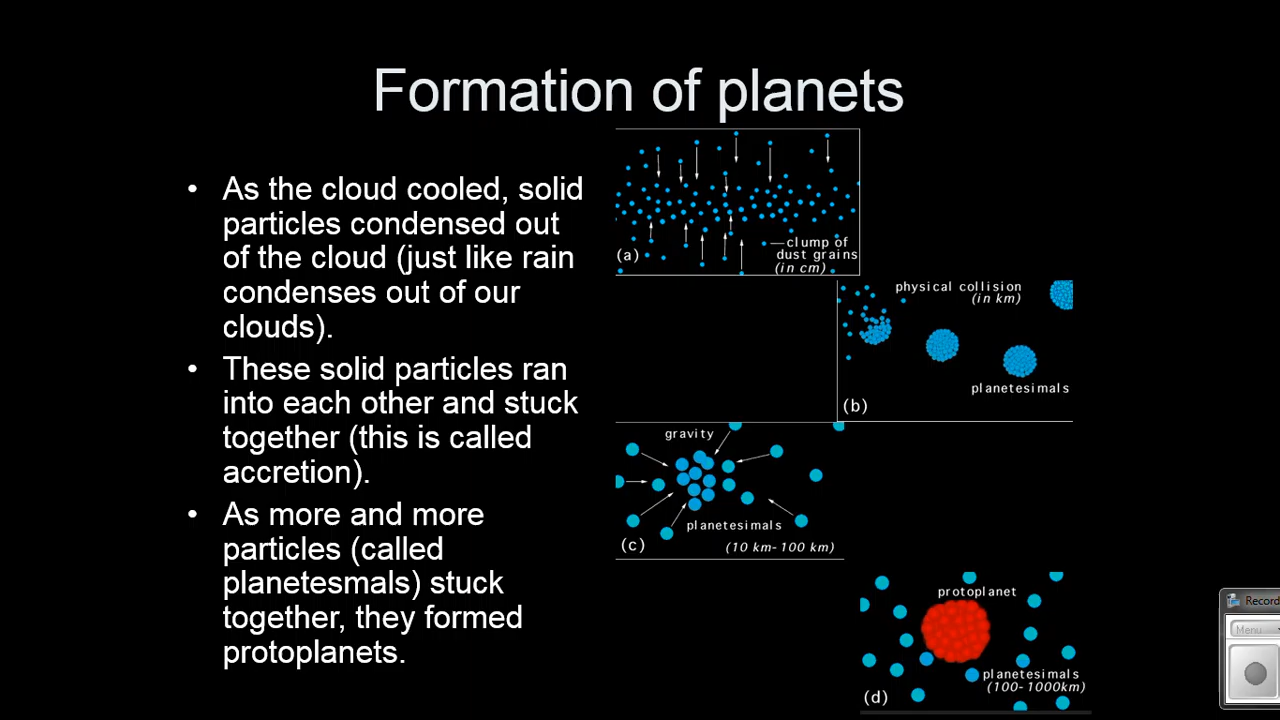 Formation of planets
• As the cloud cooled, solid
particles condensed out
of the cloud (just like rain
condenses out of our
clouds).
• These solid particles ran
into each other and stuck
together (this is called
accretion).
• As more and more
particles (called
planetesmals) stuck
together, they formed
protoplanets.
clump of
dust grains
(in cm)
(a)
physical collision
(in km)
planetesimals
(b)
gravity
planetesimals
(10 km-100 km)
(c)
protoplanet
planetesimals
(100-1000km)
(d)
Record
Menu